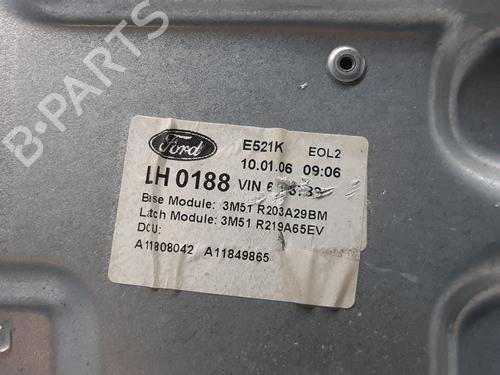 B-PARTS
Ford E521K EOL2
10.01.06 09:06
LH 0188 VIN
Base Module: 3M51 R203A29BM
Latch Module: 3M51 R219A65EV
DCU:
A11808042 A11849865